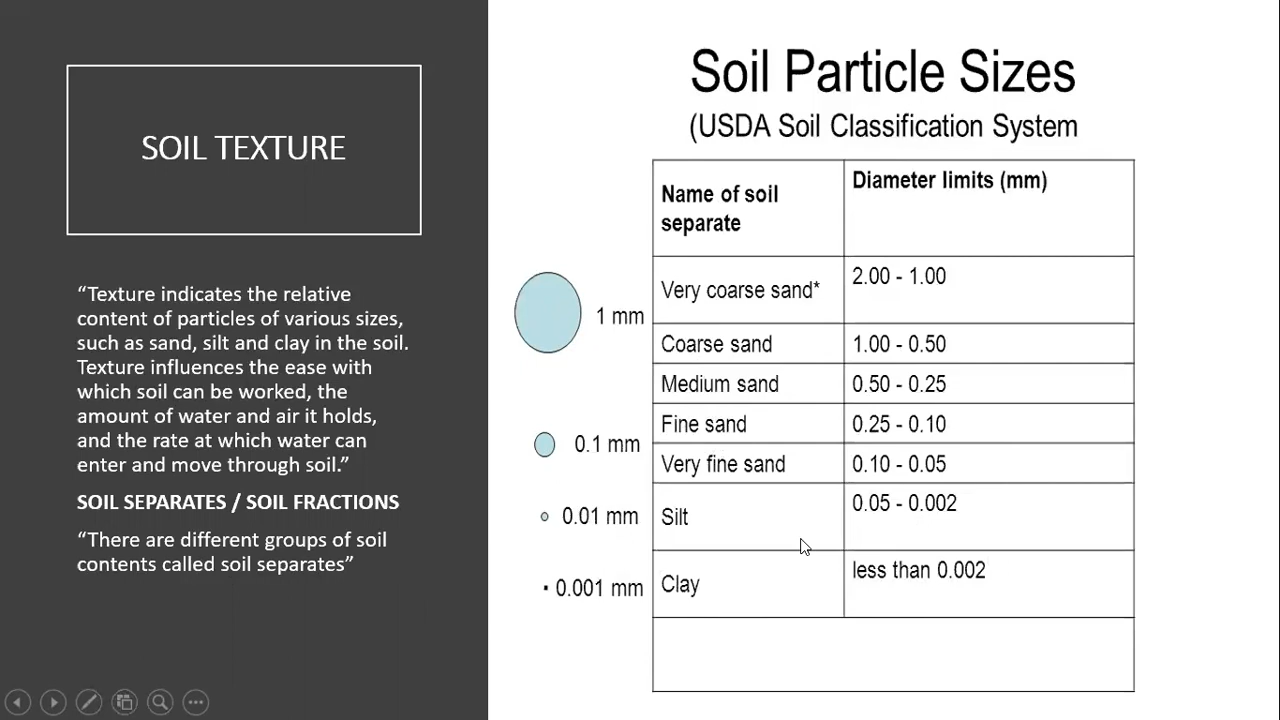 SOIL TEXTURE
“Texture indicates the relative
content of particles of various sizes,
such as sand, silt and clay in the soil.
Texture influences the ease with
which soil can be worked, the
amount of water and air it holds,
and the rate at which water can
enter and move through soil.”
SOIL SEPARATES / SOIL FRACTIONS
“There are different groups of soil
contents called soil separates”
Soil Particle Sizes
(USDA Soil Classification System
Name of soil
separate
Diameter limits (mm)
1 mm
Very coarse sand*
2.00 - 1.00
Coarse sand
1.00 - 0.50
Medium sand
0.50 - 0.25
0.1 mm
Fine sand
0.25 - 0.10
Very fine sand
0.10 - 0.05
0.01 mm
Silt
0.05 - 0.002
0.001 mm
Clay
less than 0.002